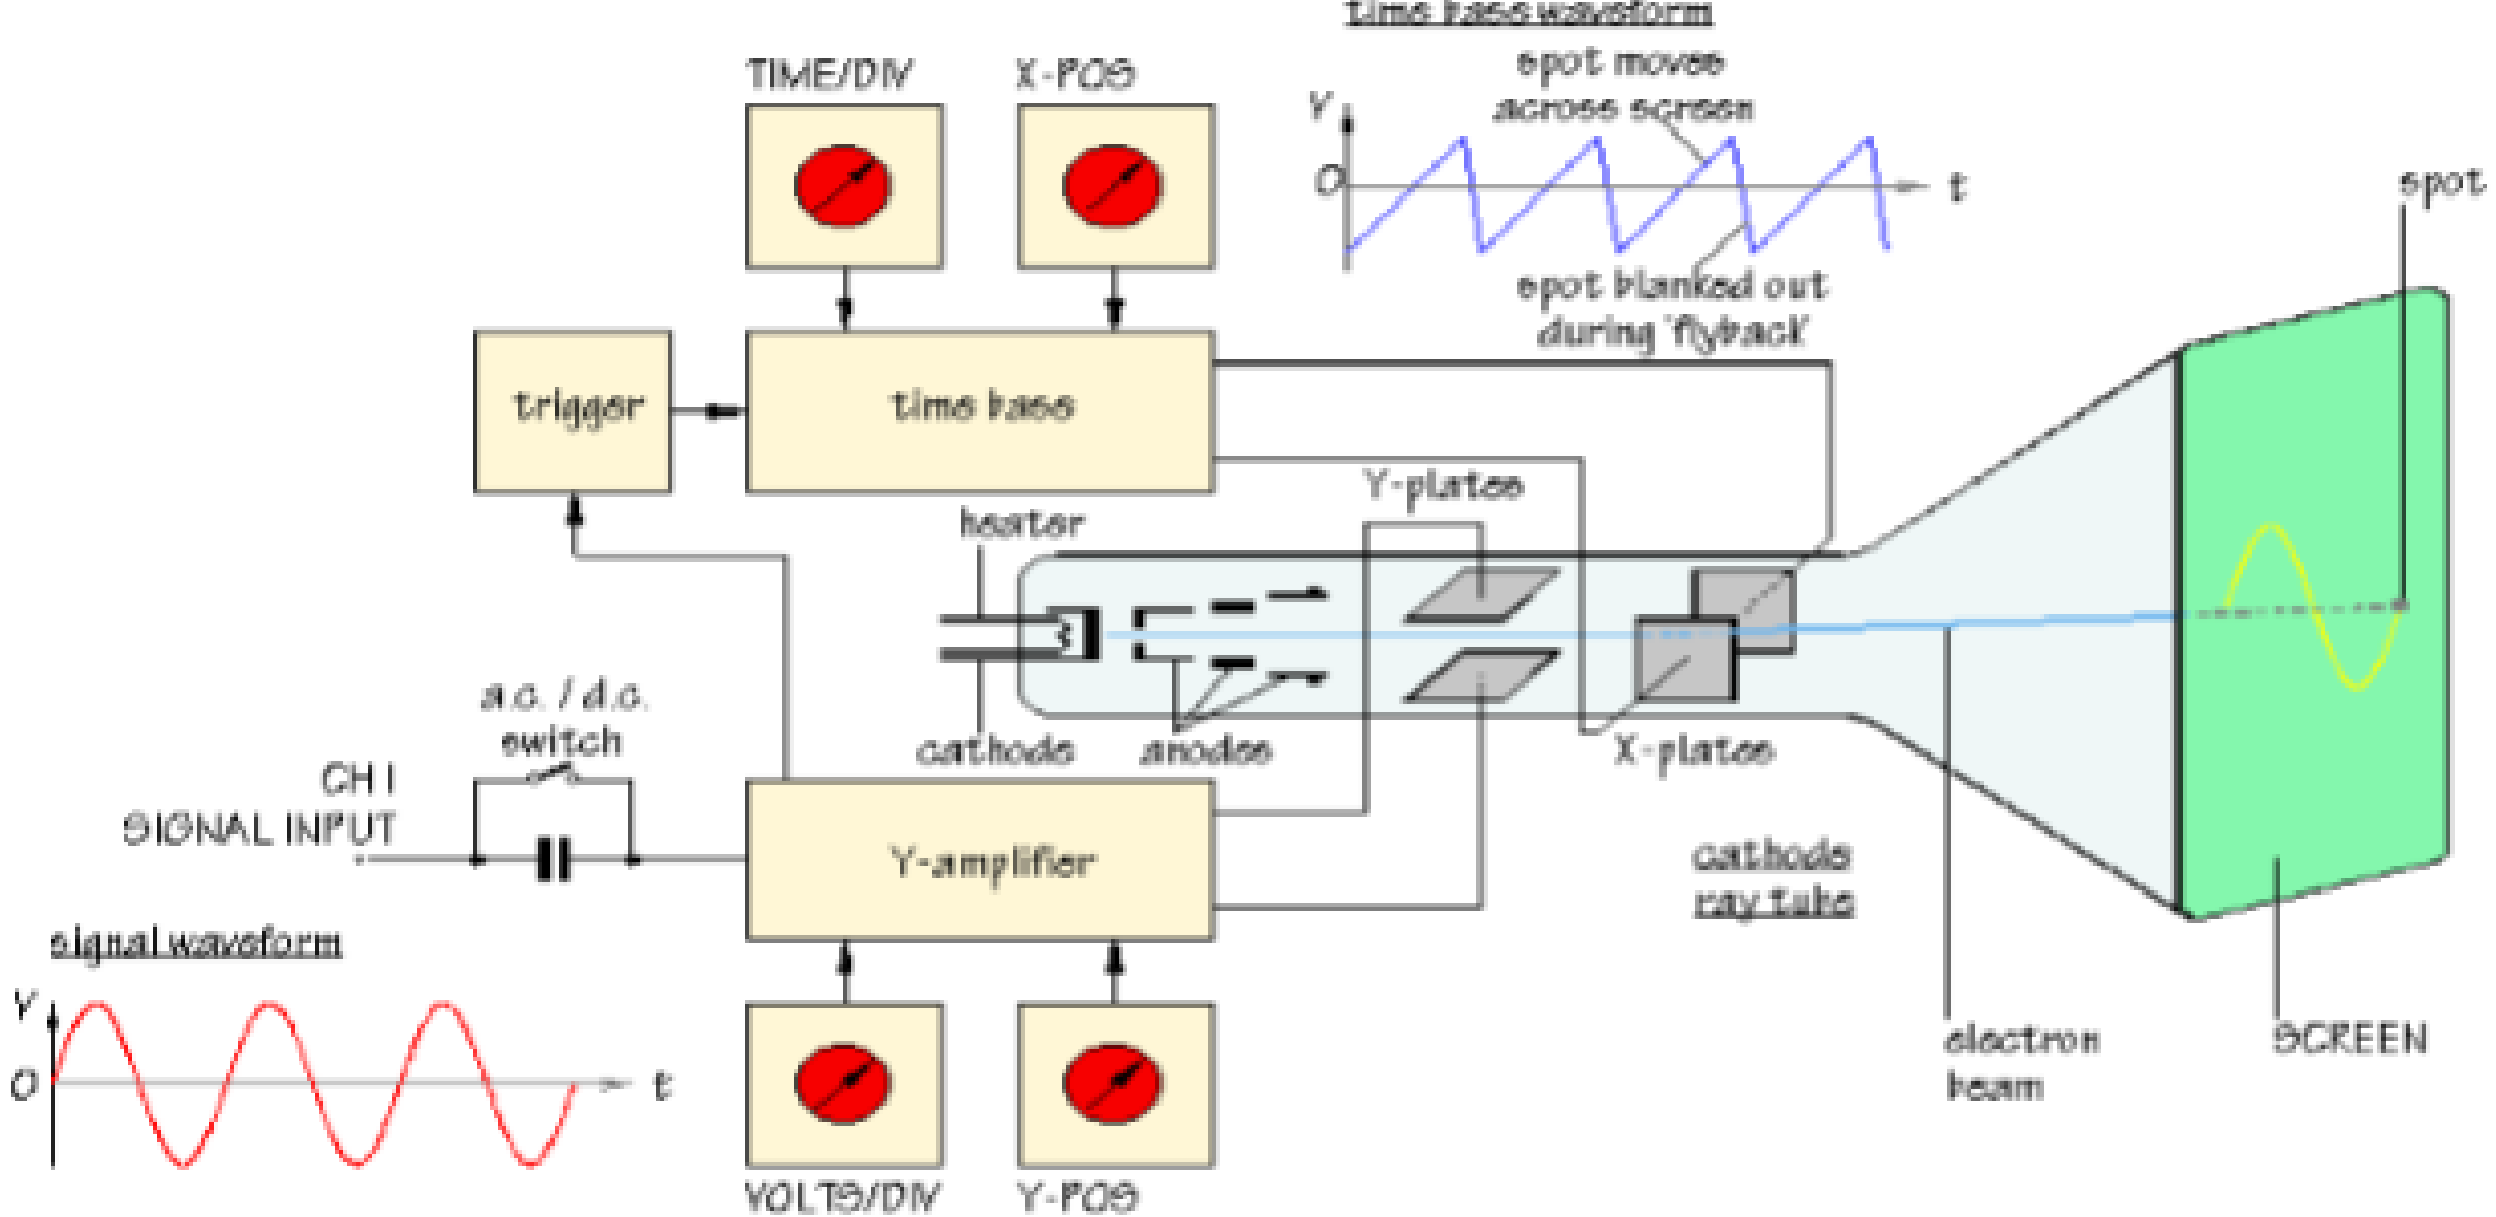 time base waveform
spot moves
across screen
V
O
t
spot blanked out
during 'flyback'
TIME/DIV
X-POS
trigger
time base
spot
Y-plates
heater
cathode
anodes
X-plates
a.c. / d.c.
switch
CH I
SIGNAL INPUT
Y-amplifier
cathode
ray tube
signal waveform
V
O
t
VOLTS/DIV
Y-POS
electron
beam
SCREEN